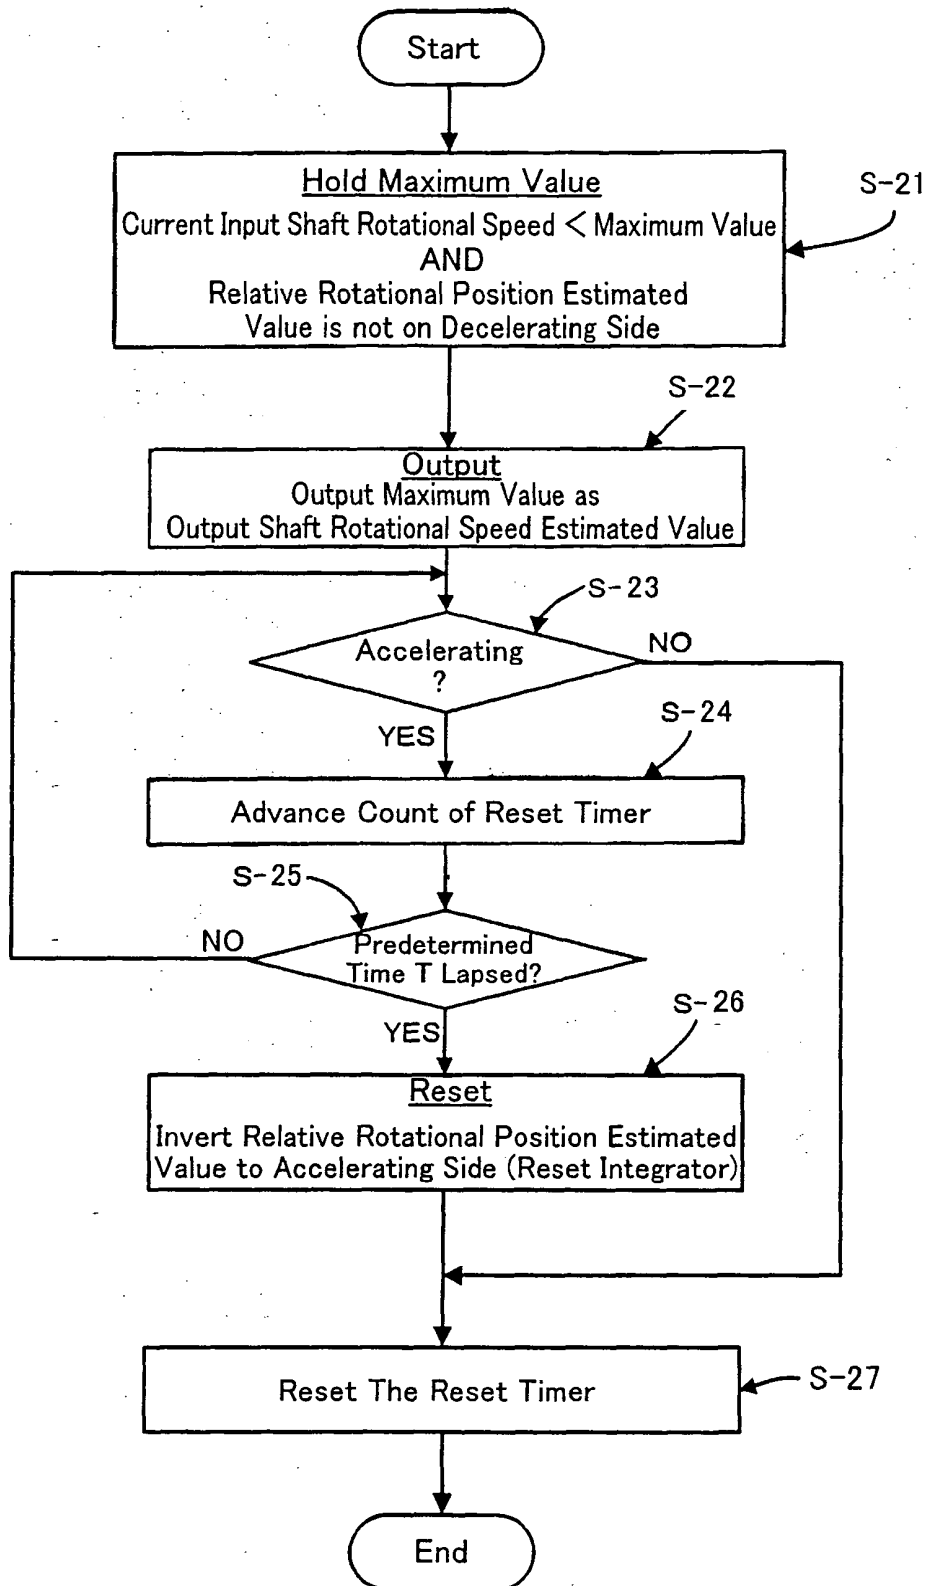 Start
Hold Maximum Value
S-21
Current Input Shaft Rotational Speed < Maximum Value
AND
Relative Rotational Position Estimated
Value is not on Decelerating Side
S-22
Output
Output Maximum Value as
Output Shaft Rotational Speed Estimated Value
S-23
Accelerating
?
NO
YES
S-24
Advance Count of Reset Timer
S-25
NO
Predetermined
Time T Lapsed?
YES
S-26
Reset
Invert Relative Rotational Position Estimated
Value to Accelerating Side (Reset Integrator)
Reset The Reset Timer
S-27
End